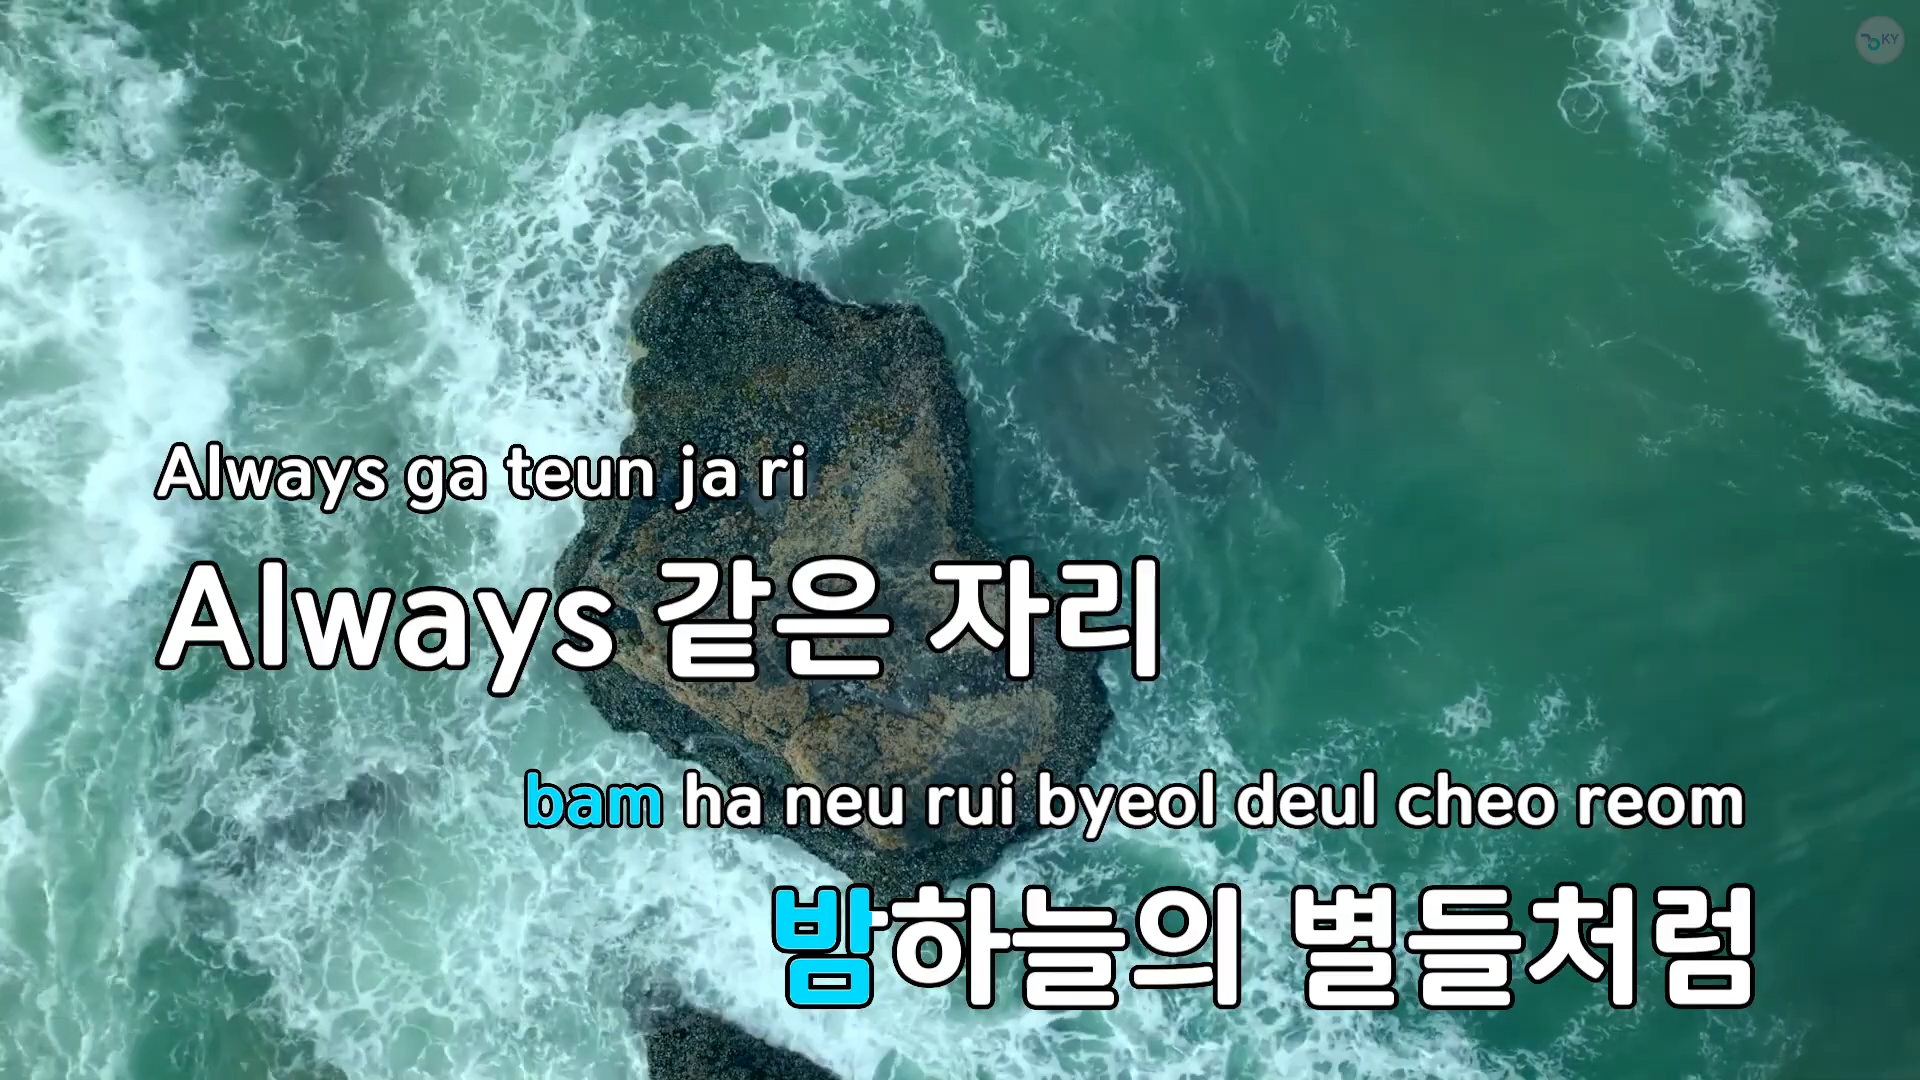 KY
Always ga teun ja ri
Always 같은 자리
bam ha neu rui byeol deul cheo reom
밤하늘의 별들처럼